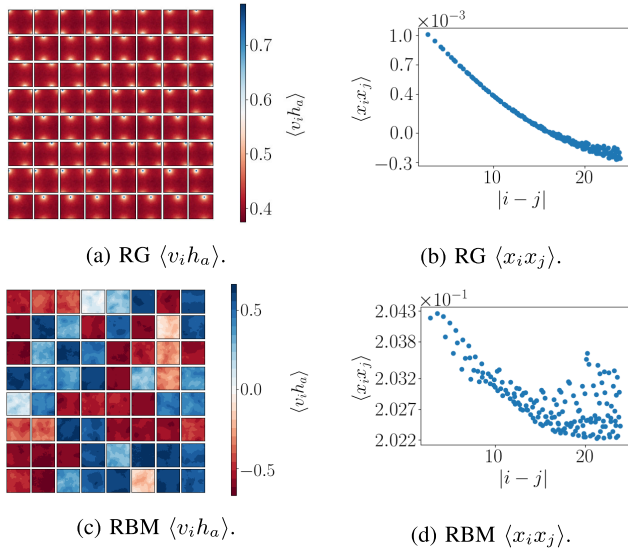 0.7
0.6
0.5
0.4
⟨v_i h_a⟩
(a) RG ⟨v_i h_a⟩.
×10⁻³
1.0
0.7
0.4
0.0
−0.3
⟨x_i x_j⟩
10 20
|i − j|
(b) RG ⟨x_i x_j⟩.
0.5
0.0
−0.5
⟨v_i h_a⟩
(c) RBM ⟨v_i h_a⟩.
×10⁻¹
2.043
2.038
2.032
2.027
2.022
⟨x_i x_j⟩
10 20
|i − j|
(d) RBM ⟨x_i x_j⟩.